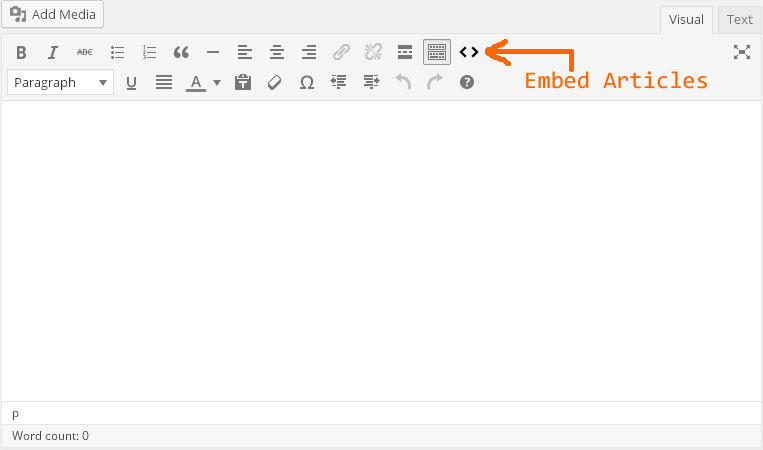 Add Media
Visual Text
B I ABC
Embed Articles
Paragraph U A Ω ?
p
Word count: 0